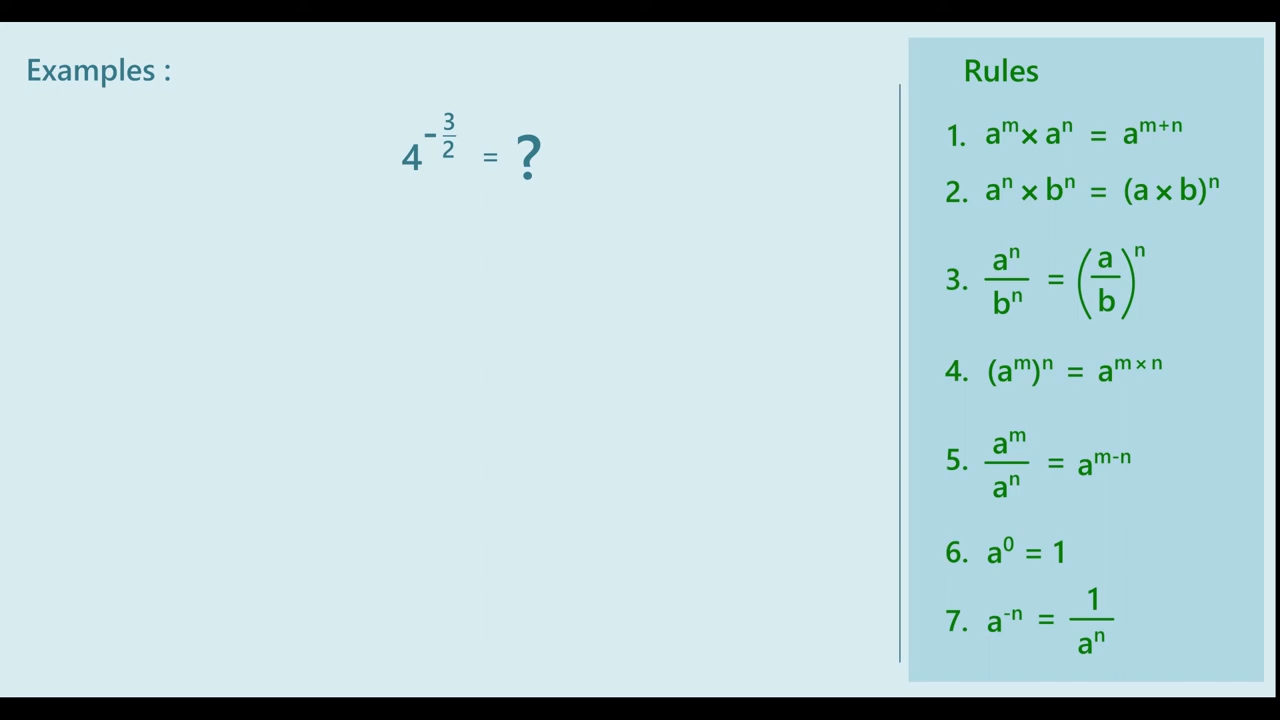 Examples :
4^(-3/2) = ?
Rules
1. a^m × a^n = a^(m+n)
2. a^n × b^n = (a × b)^n
3. a^n/b^n = (a/b)^n
4. (a^m)^n = a^(m × n)
5. a^m/a^n = a^(m-n)
6. a^0 = 1
7. a^(-n) = 1/a^n